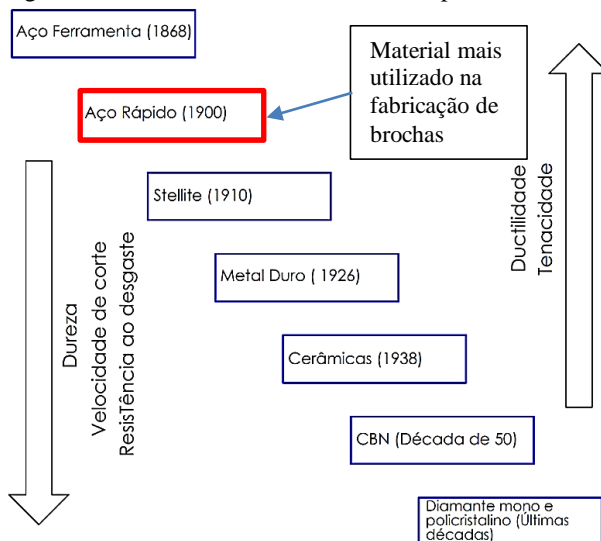 Aço Ferramenta (1868)
Material mais
utilizado na
fabricação de
brochas
Aço Rápido (1900)
Stellite (1910)
Metal Duro ( 1926)
Cerâmicas (1938)
CBN (Década de 50)
Diamante mono e
policristalino (Últimas
décadas)
Dureza
Velocidade de corte
ResisTência ao desgaste
Ductilidade
Tenacidade